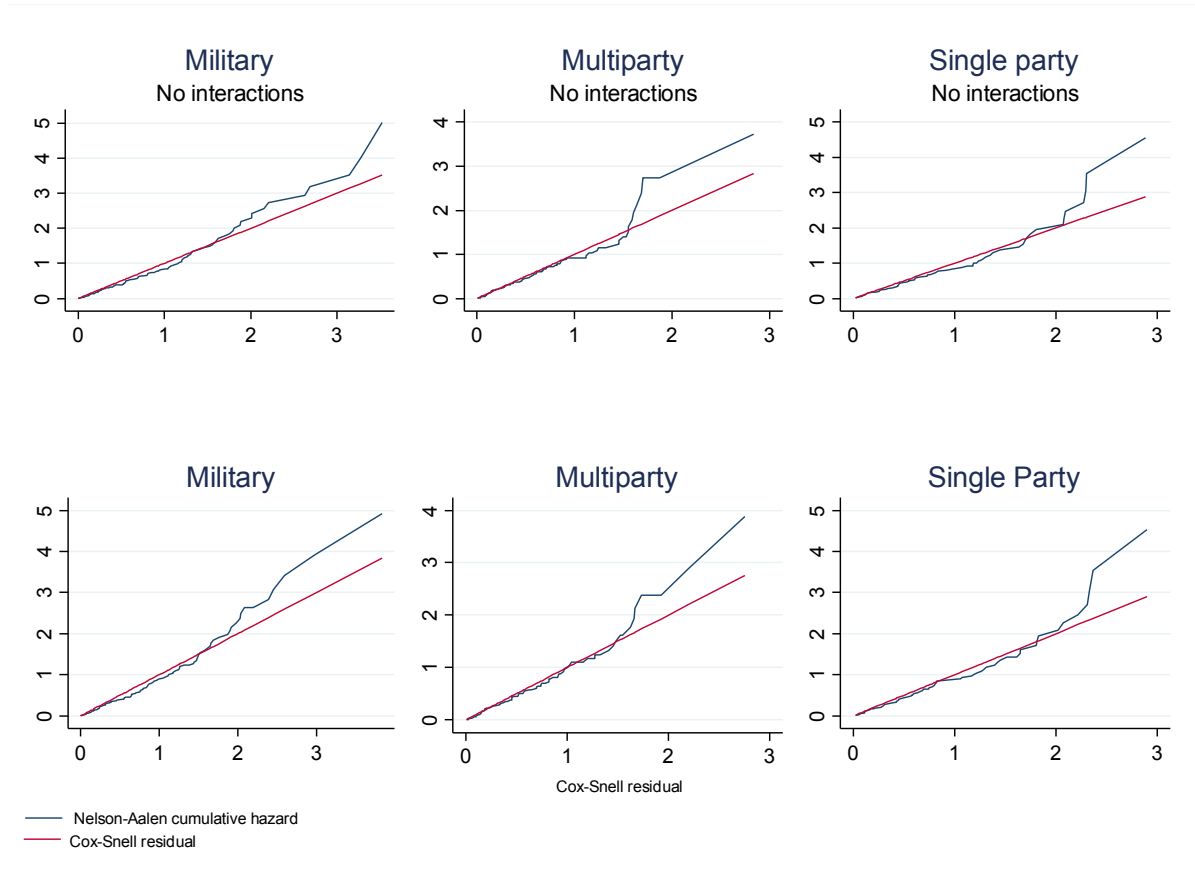 Military
No interactions
5
4
3
2
1
0
0 1 2 3
Multiparty
No interactions
4
3
2
1
0
0 1 2 3
Single party
No interactions
5
4
3
2
1
0
0 1 2 3
Military
5
4
3
2
1
0
0 1 2 3
Multiparty
4
3
2
1
0
0 1 2 3
Cox-Snell residual
Single Party
5
4
3
2
1
0
0 1 2 3
Nelson-Aalen cumulative hazard
Cox-Snell residual